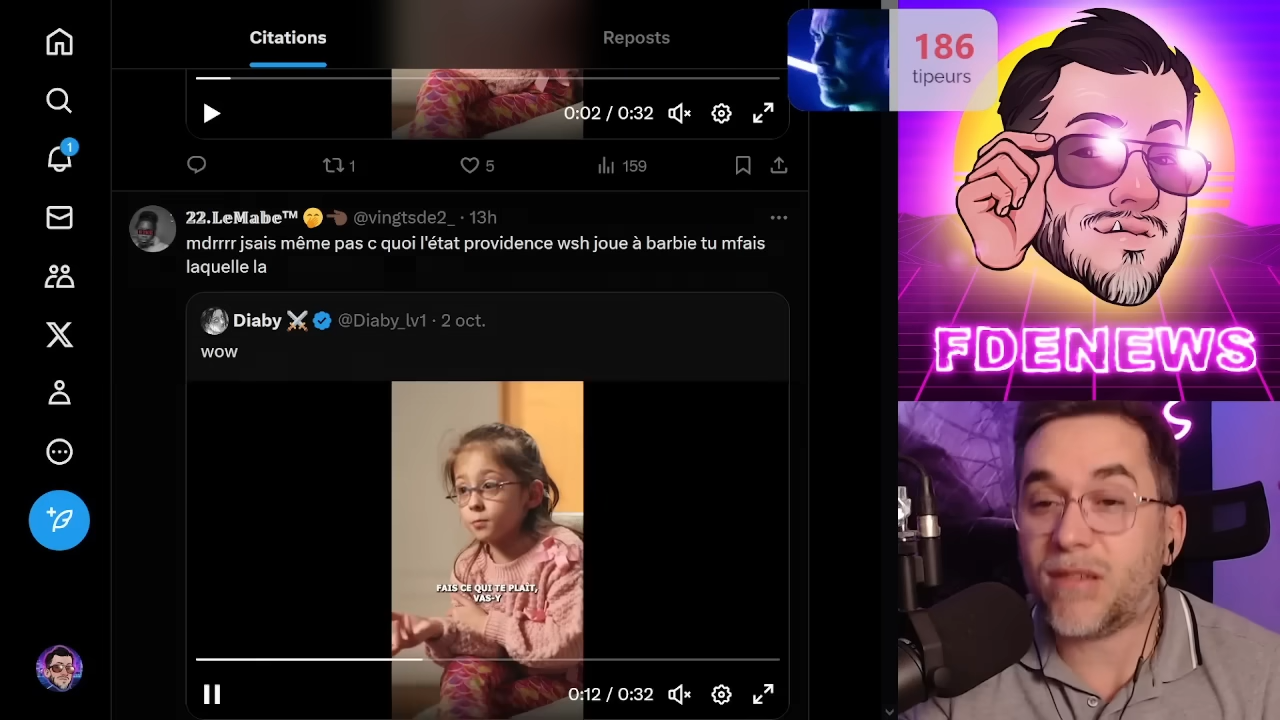 Citations
Reposts
186
tipeurs
0:02 / 0:32
1
5
159
1
22.LeMabe™ 🤭🤏🏿 @vingtsde2_ · 13h
mdrrrr jsais même pas c quoi l'état providence wsh joue à barbie tu mfais
laquelle la
Diaby ⚔️ @Diaby_lv1 · 2 oct.
wow
FAIS CE QUI TE PLAÎT,
VAS-Y
0:12 / 0:32
FDENEWS